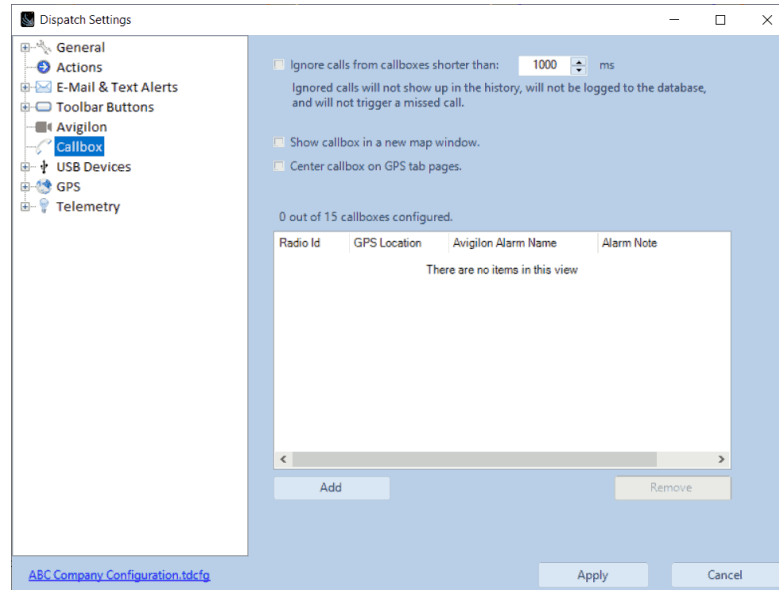 Dispatch Settings
General
Actions
E-Mail & Text Alerts
Toolbar Buttons
Avigilon
Callbox
USB Devices
GPS
Telemetry
Ignore calls from callboxes shorter than: 1000 ms
Ignored calls will not show up in the history, will not be logged to the database,
and will not trigger a missed call.
Show callbox in a new map window.
Center callbox on GPS tab pages.
0 out of 15 callboxes configured.
Radio Id GPS Location Avigilon Alarm Name Alarm Note
There are no items in this view
Add Remove
ABC Company Configuration.tdcfg
Apply Cancel